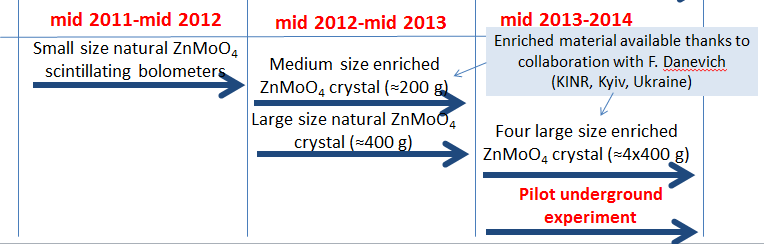 mid 2011-mid 2012
Small size natural ZnMoO₄
scintillating bolometers
mid 2012-mid 2013
Medium size enriched
ZnMoO₄ crystal (≈200 g)
Large size natural ZnMoO₄
crystal (≈400 g)
mid 2013-2014
Enriched material available thanks to
collaboration with F. Danevich
(KINR, Kyiv, Ukraine)
Four large size enriched
ZnMoO₄ crystal (≈4x400 g)
Pilot underground
experiment